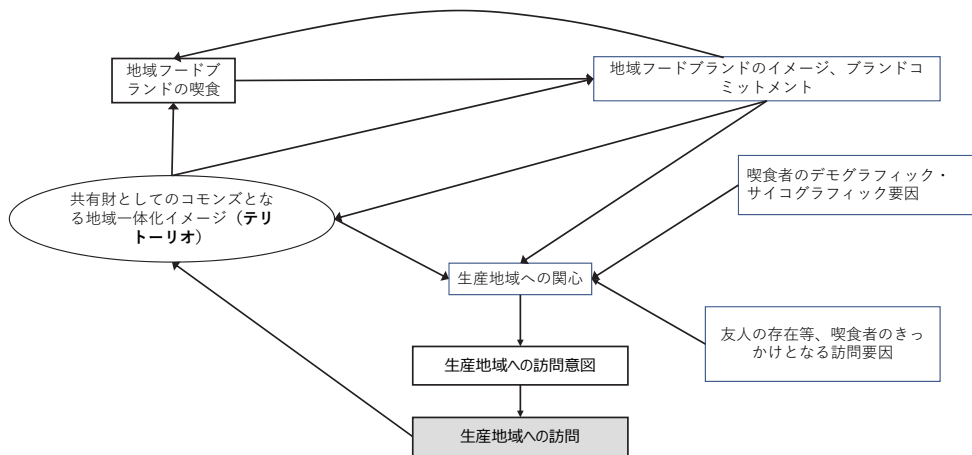 地域フードブ
ランドの喫食
地域フードブランドのイメージ、ブランドコ
ミットメント
共有財としてのコモンズとな
る地域一体化イメージ（テリ
トーリオ）
喫食者のデモグラフィック・
サイコグラフィック要因
生産地域への関心
友人の存在等、喫食者のきっ
かけとなる訪問要因
生産地域への訪問意図
生産地域への訪問